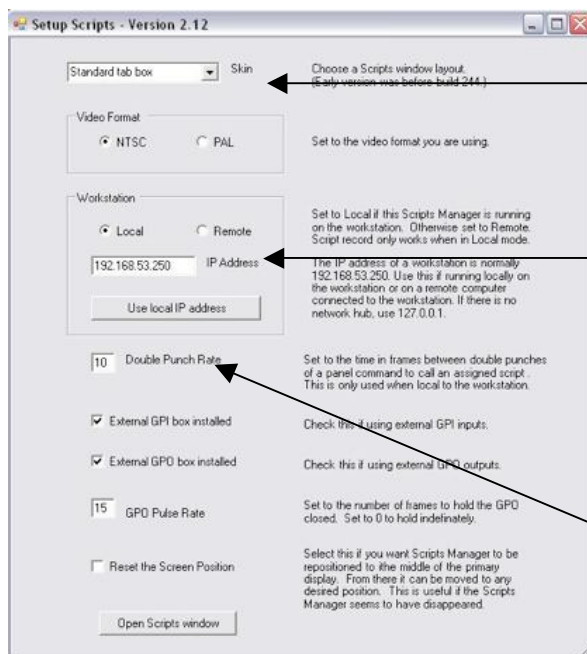 Setup Scripts - Version 2.12
Standard tab box
Skin
Choose a Scripts window layout.
(Early version was before build 244.)
Video Format
NTSC
PAL
Set to the video format you are using.
Workstation
Local
Remote
Set to Local if this Scripts Manager is running
on the workstation. Otherwise set to Remote.
Script record only works when in Local mode.
192.168.53.250
IP Address
The IP address of a workstation is normally
192.168.53.250. Use this if running locally on
the workstation or on a remote computer
connected to the workstation. If there is no
network hub, use 127.0.0.1.
Use local IP address
10
Double Punch Rate
Set to the time in frames between double punches
of a panel command to call an assigned script .
This is only used when local to the workstation.
External GPI box installed
Check this if using external GPI inputs.
External GPO box installed
Check this if using external GPO outputs.
15
GPO Pulse Rate
Set to the number of frames to hold the GPO
closed. Set to 0 to hold indefinately.
Reset the Screen Position
Select this if you want Scripts Manager to be
repositioned to ithe middle of the primary
display. From there it can be moved to any
desired position. This is useful if the Scripts
Manager seems to have disappeared.
Open Scripts window